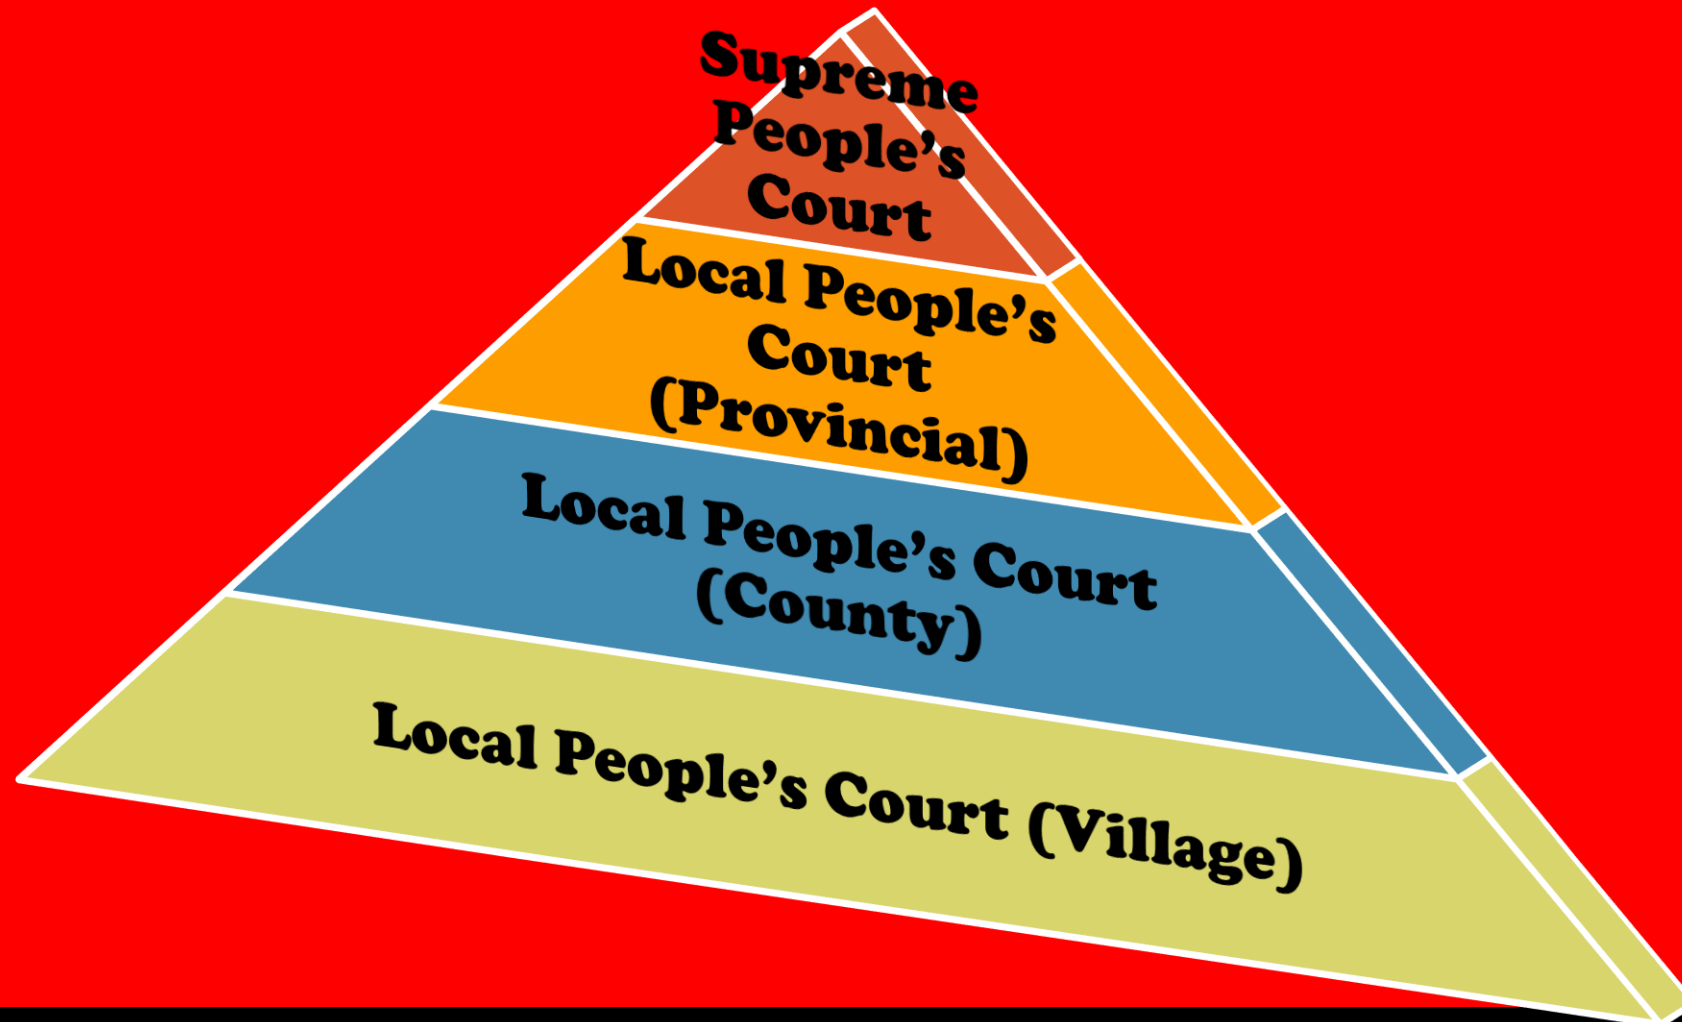 Supreme
People’s
Court
Local People’s
Court
(Provincial)
Local People’s Court
(County)
Local People’s Court (Village)